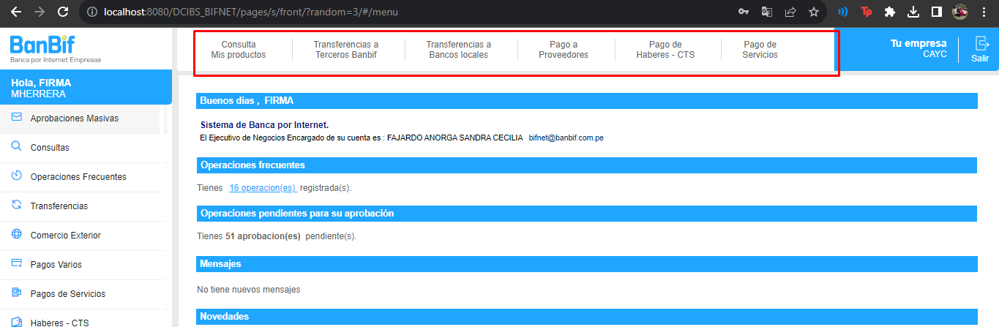 localhost:8080/DCIBS_BIFNET/pages/s/front/?random=3/#/menu
BanBif
Banca por Internet Empresas
Consulta
Mis productos
Transferencias a
Terceros Banbif
Transferencias a
Bancos locales
Pago a
Proveedores
Pago de
Haberes - CTS
Pago de
Servicios
Tu empresa
CAYC
Salir
Hola, FIRMA
MHERRERA
Aprobaciones Masivas
Consultas
Operaciones Frecuentes
Transferencias
Comercio Exterior
Pagos Varios
Pagos de Servicios
Haberes - CTS
Buenos días , FIRMA
Sistema de Banca por Internet.
El Ejecutivo de Negocios Encargado de su cuenta es : FAJARDO ANORGA SANDRA CECILIA bifnet@banbif.com.pe
Operaciones frecuentes
Tienes 16 operacion(es) registrada(s).
Operaciones pendientes para su aprobación
Tienes 51 aprobacion(es) pendiente(s).
Mensajes
No tiene nuevos mensajes
Novedades